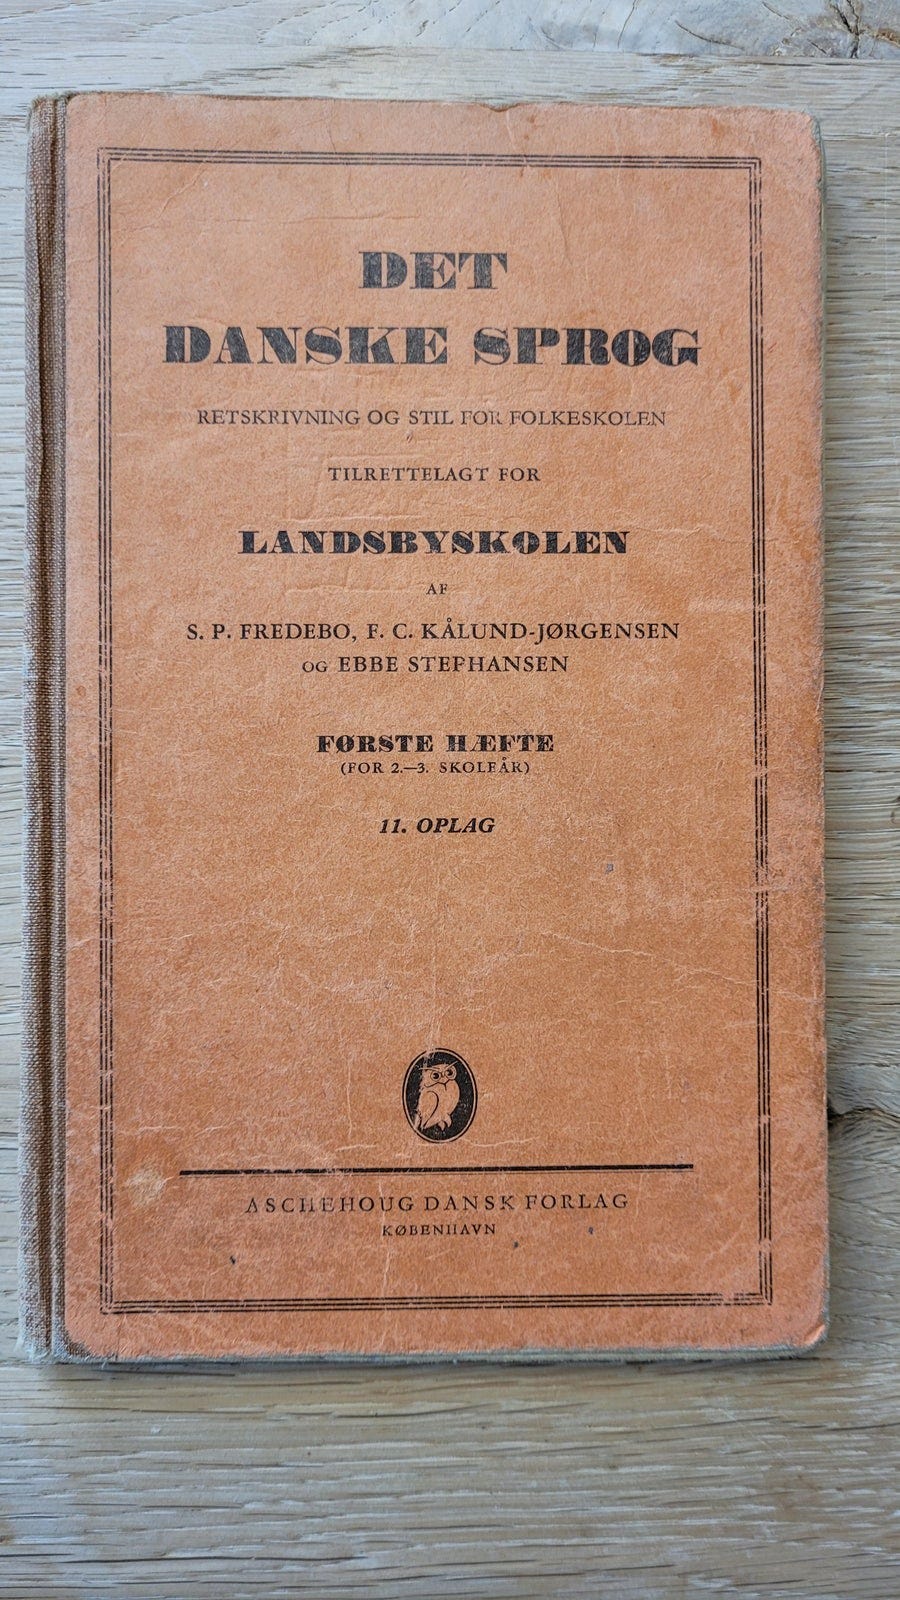 DET
DANSKE SPROG
RETSKRIVNING OG STIL FOR FOLKESKOLEN
TILRETTELAGT FOR
LANDSBYSKOLEN
AF
S. P. FREDEBO, F. C. KÅLUND-JØRGENSEN
OG EBBE STEPHANSEN
FØRSTE HÆFTE
(FOR 2.—3. SKOLEÅR)
11. OPLAG
ASCHEHOUG DANSK FORLAG
KØBENHAVN